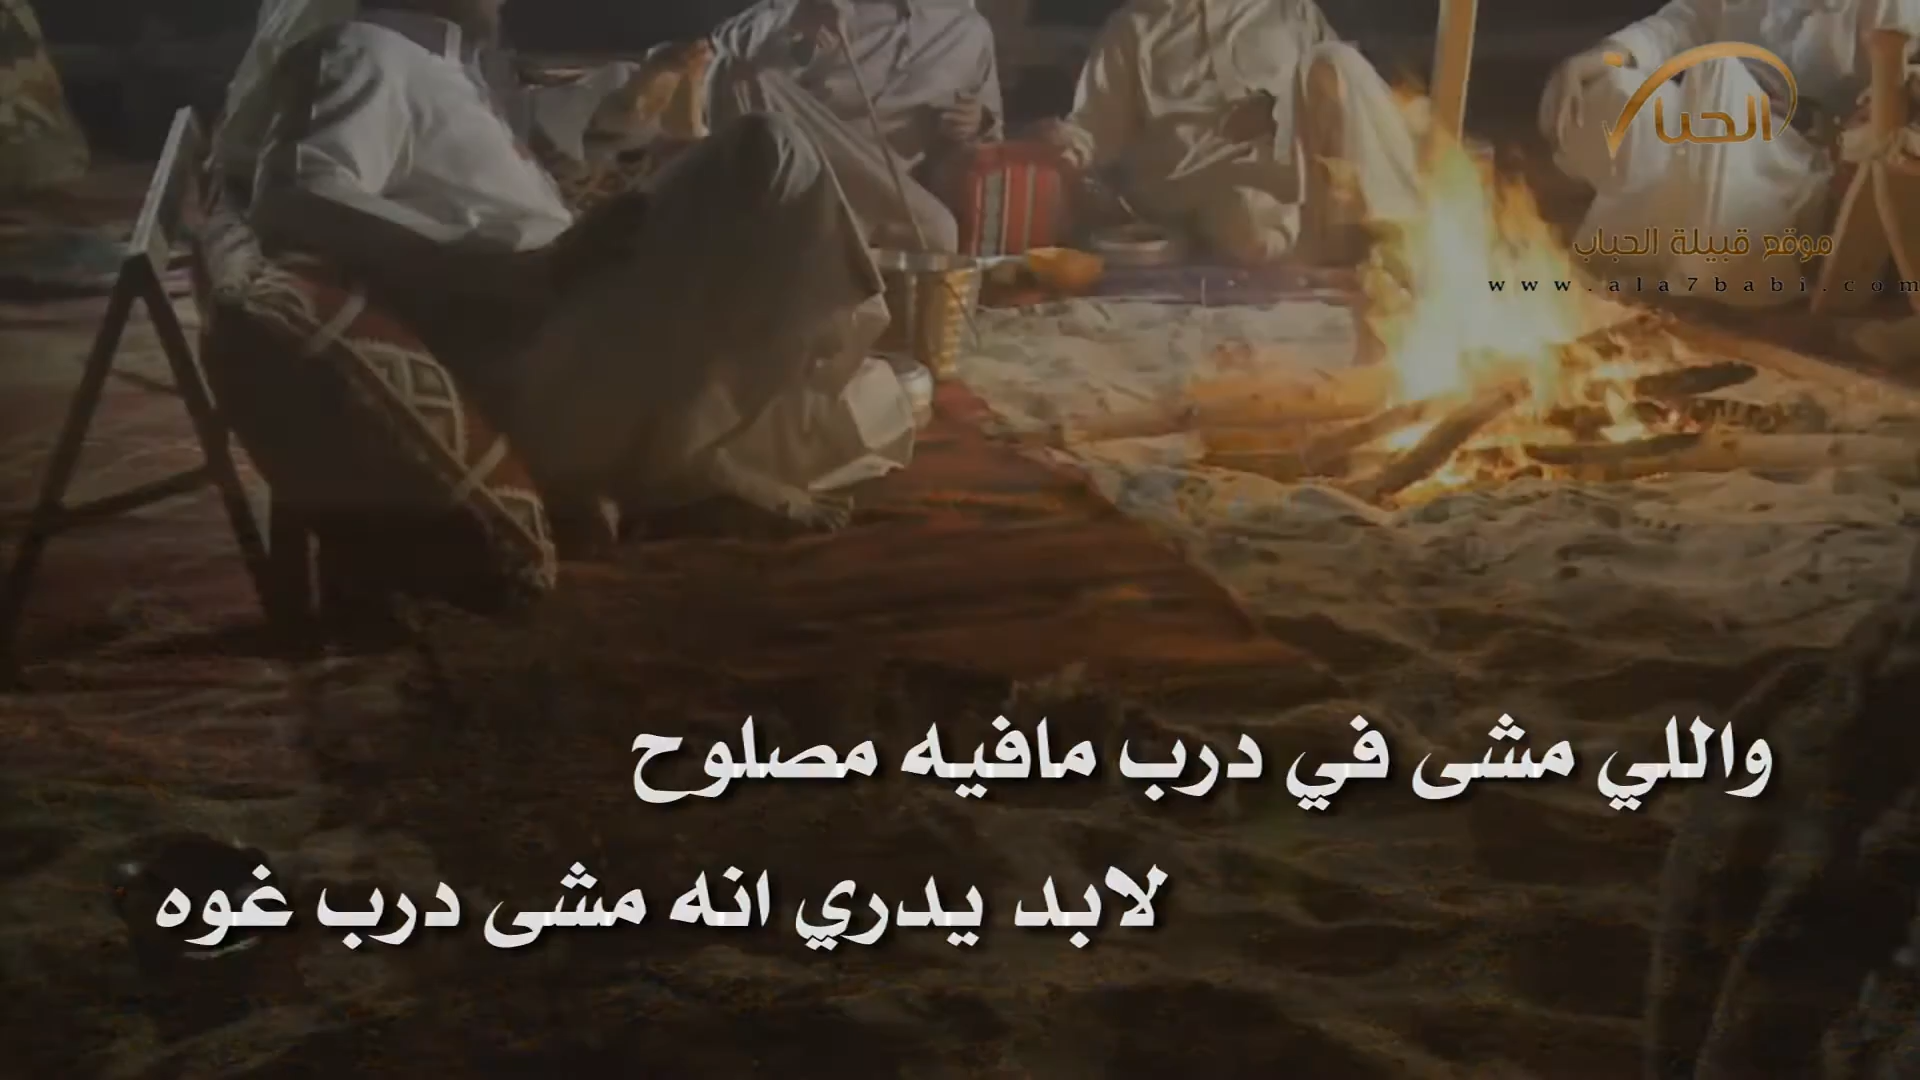 الحباب
موقع قبيلة الحباب
www.ala7babi.com
واللي مشى في درب مافيه مصلوح
لابد يدري انه مشى درب غوه